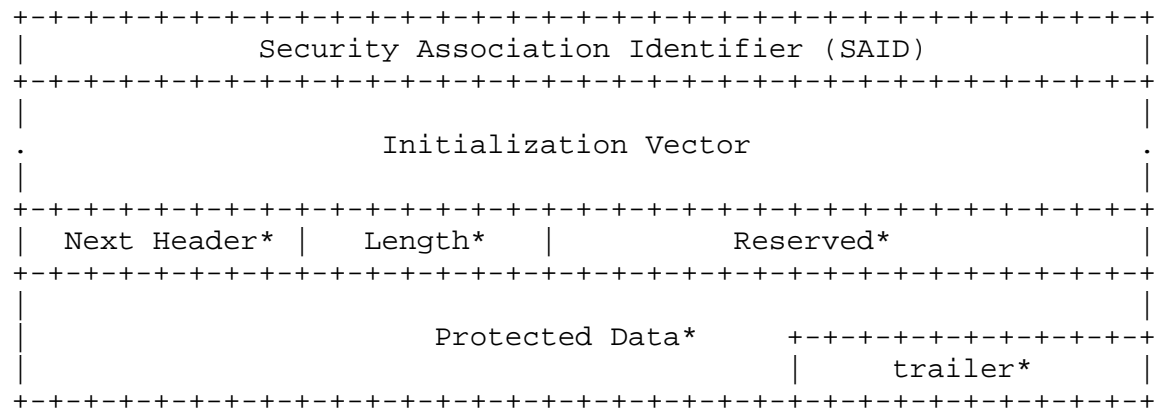 +-+-+-+-+-+-+-+-+-+-+-+-+-+-+-+-+-+-+-+-+-+-+-+-+-+-+-+-+-+-+-+-+
|             Security Association Identifier (SAID)            |
+-+-+-+-+-+-+-+-+-+-+-+-+-+-+-+-+-+-+-+-+-+-+-+-+-+-+-+-+-+-+-+-+
|                                                               |
.                     Initialization Vector                     .
|                                                               |
+-+-+-+-+-+-+-+-+-+-+-+-+-+-+-+-+-+-+-+-+-+-+-+-+-+-+-+-+-+-+-+-+
|  Next Header* |   Length*   |          Reserved*              |
+-+-+-+-+-+-+-+-+-+-+-+-+-+-+-+-+-+-+-+-+-+-+-+-+-+-+-+-+-+-+-+-+
|                                                               |
|                       Protected Data*     +-+-+-+-+-+-+-+-+-+-+
|                                           |     trailer*      |
+-+-+-+-+-+-+-+-+-+-+-+-+-+-+-+-+-+-+-+-+-+-+-+-+-+-+-+-+-+-+-+-+